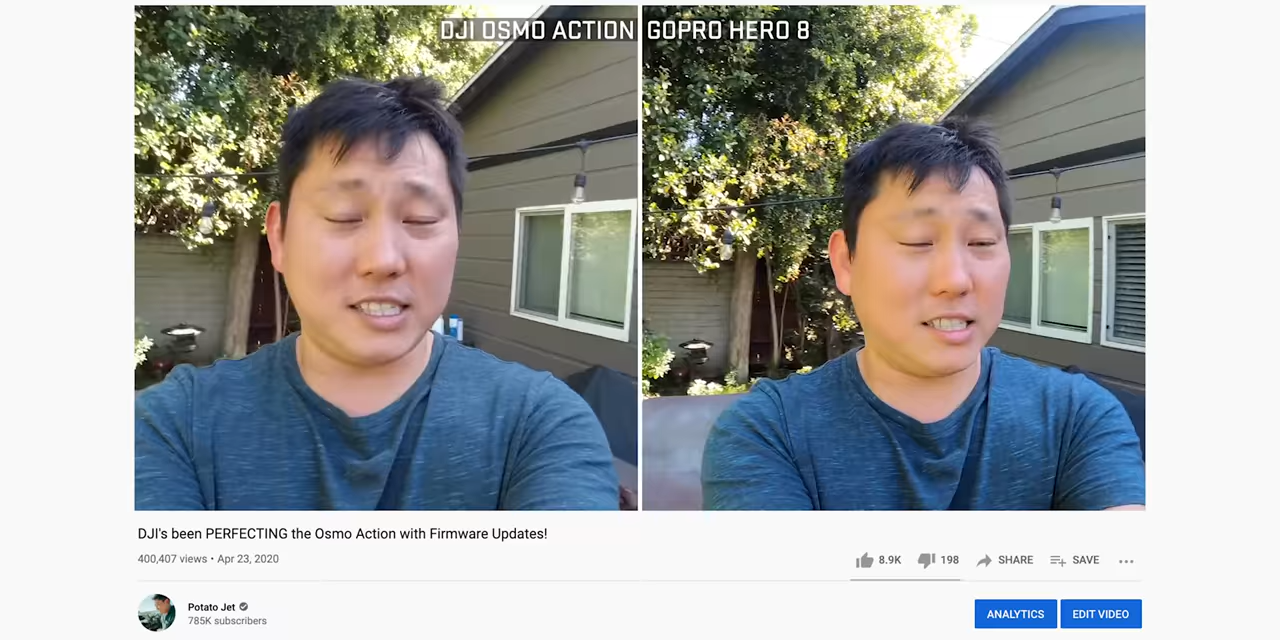 DJI OSMO ACTION
GOPRO HERO 8
DJI's been PERFECTING the Osmo Action with Firmware Updates!
400,407 views • Apr 23, 2020
8.9K
198
SHARE
SAVE
Potato Jet
785K subscribers
ANALYTICS
EDIT VIDEO